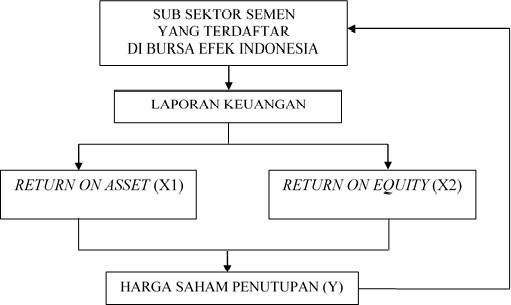 SUB SEKTOR SEMEN
YANG TERDAFTAR
DI BURSA EFEK INDONESIA
LAPORAN KEUANGAN
RETURN ON ASSET (X1)
RETURN ON EQUITY (X2)
HARGA SAHAM PENUTUPAN (Y)